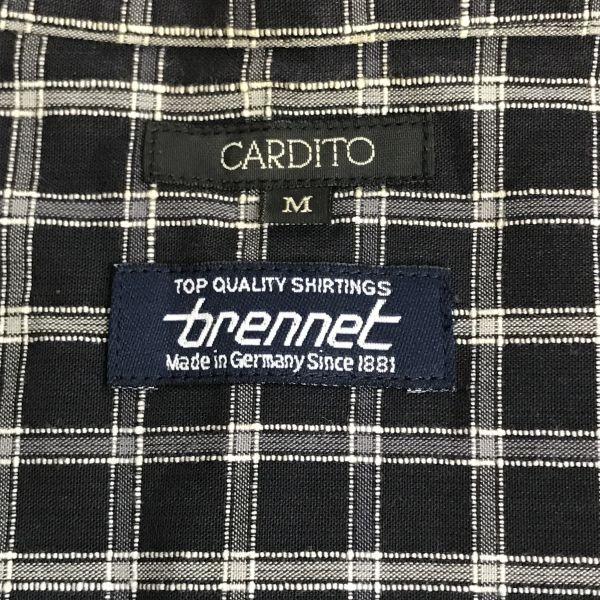 CARDITO
M
TOP QUALITY SHIRTINGS
brennet
Made in Germany Since 1881